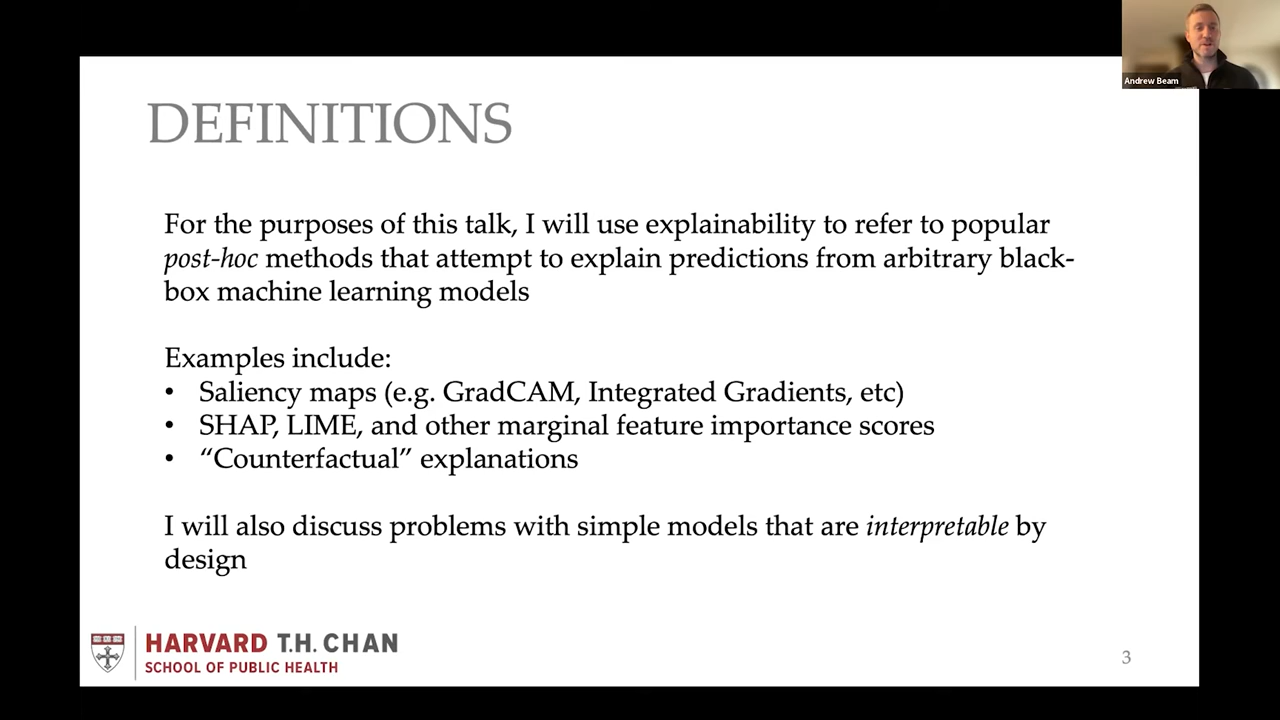 Andrew Beam
DEFINITIONS
For the purposes of this talk, I will use explainability to refer to popular
post-hoc methods that attempt to explain predictions from arbitrary black-
box machine learning models
Examples include:
• Saliency maps (e.g. GradCAM, Integrated Gradients, etc)
• SHAP, LIME, and other marginal feature importance scores
• “Counterfactual” explanations
I will also discuss problems with simple models that are interpretable by
design
HARVARD T.H. CHAN
SCHOOL OF PUBLIC HEALTH
3